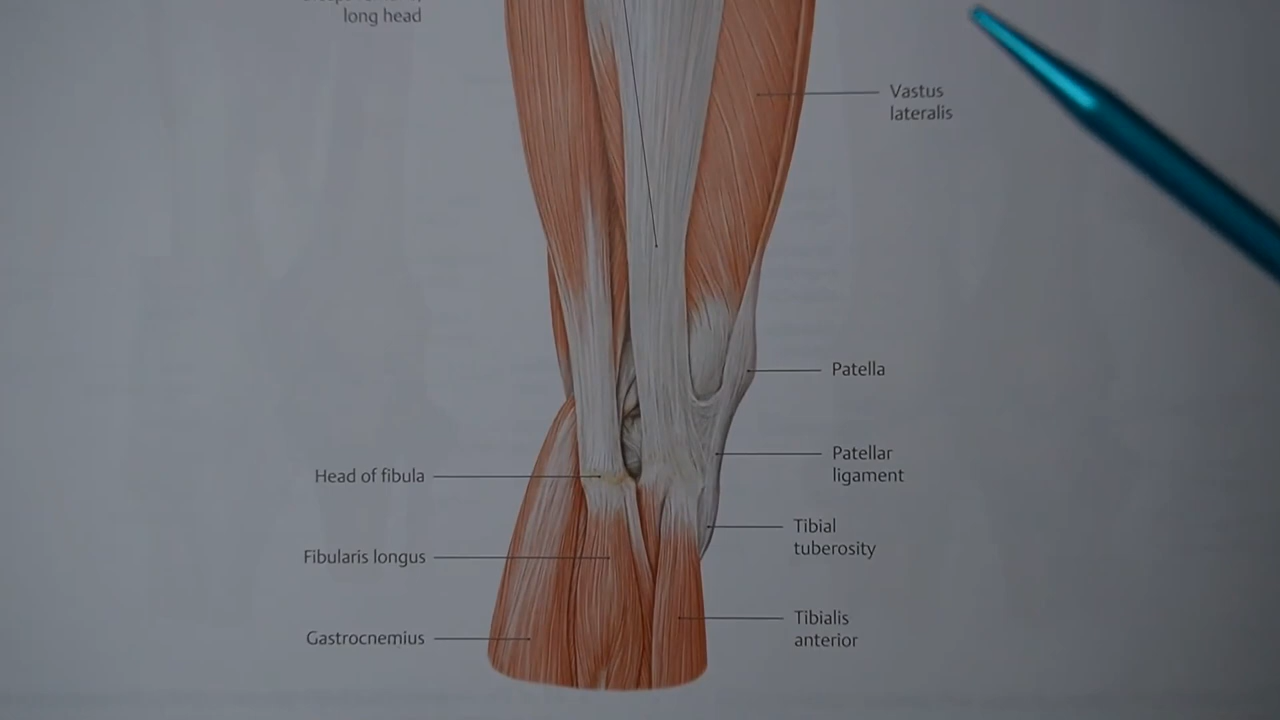 long head
Vastus
lateralis
Patella
Patellar
ligament
Head of fibula
Tibial
tuberosity
Fibularis longus
Tibialis
anterior
Gastrocnemius